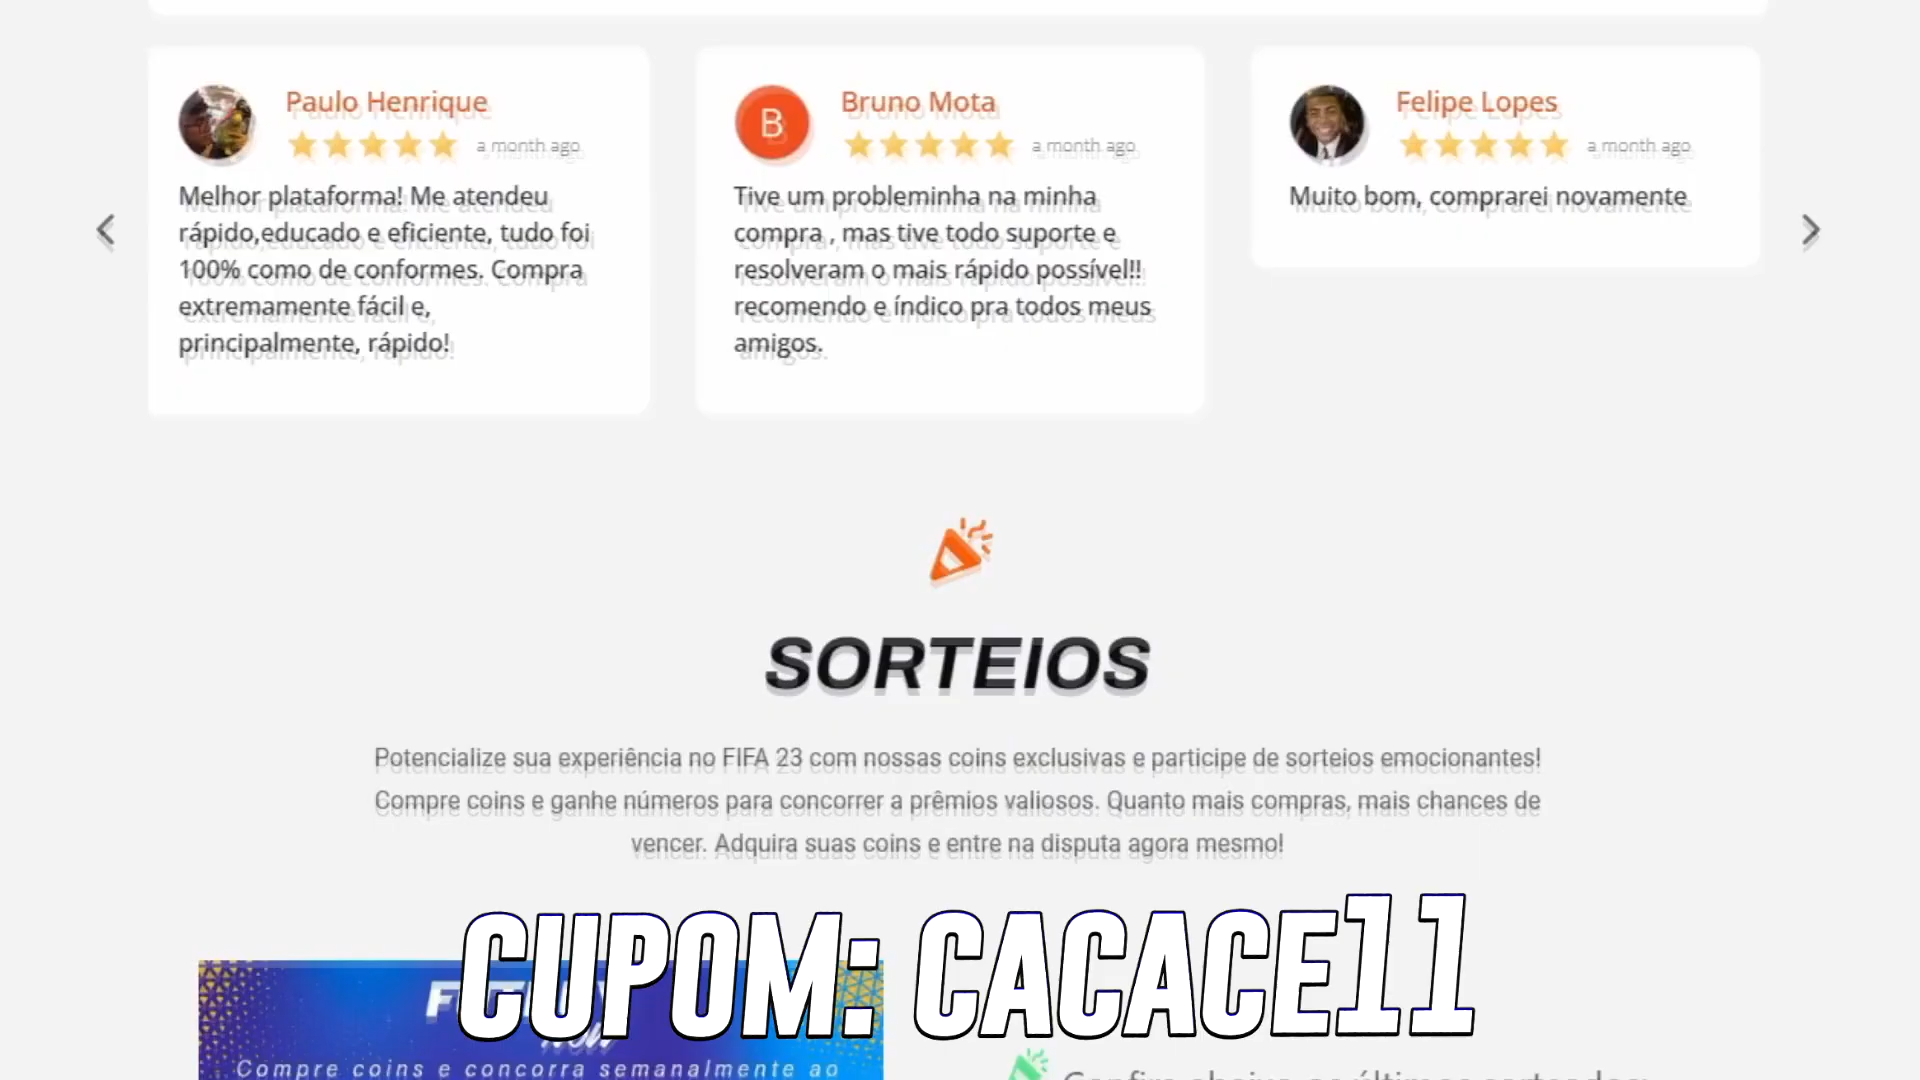 Paulo Henrique
a month ago
Melhor plataforma! Me atendeu
rápido,educado e eficiente, tudo foi
100% como de conformes. Compra
extremamente fácil e,
principalmente, rápido!
B
Bruno Mota
a month ago
Tive um probleminha na minha
compra , mas tive todo suporte e
resolveram o mais rápido possível!!
recomendo e índico pra todos meus
amigos.
Felipe Lopes
a month ago
Muito bom, comprarei novamente
SORTEIOS
Potencialize sua experiência no FIFA 23 com nossas coins exclusivas e participe de sorteios emocionantes!
Compre coins e ganhe números para concorrer a prêmios valiosos. Quanto mais compras, mais chances de
vencer. Adquira suas coins e entre na disputa agora mesmo!
CUPOM: CACACE11
Compre coins e concorra semanalmente ao
Confira abaixo os últimos sorteados: